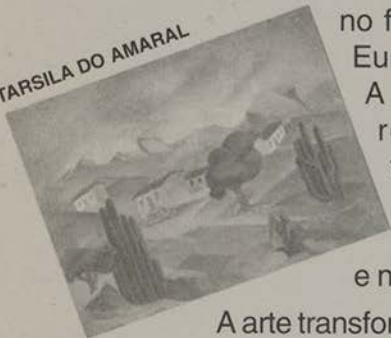 TARSILA DO AMARAL
no f
Eu
A
r
e n
A arte transfor